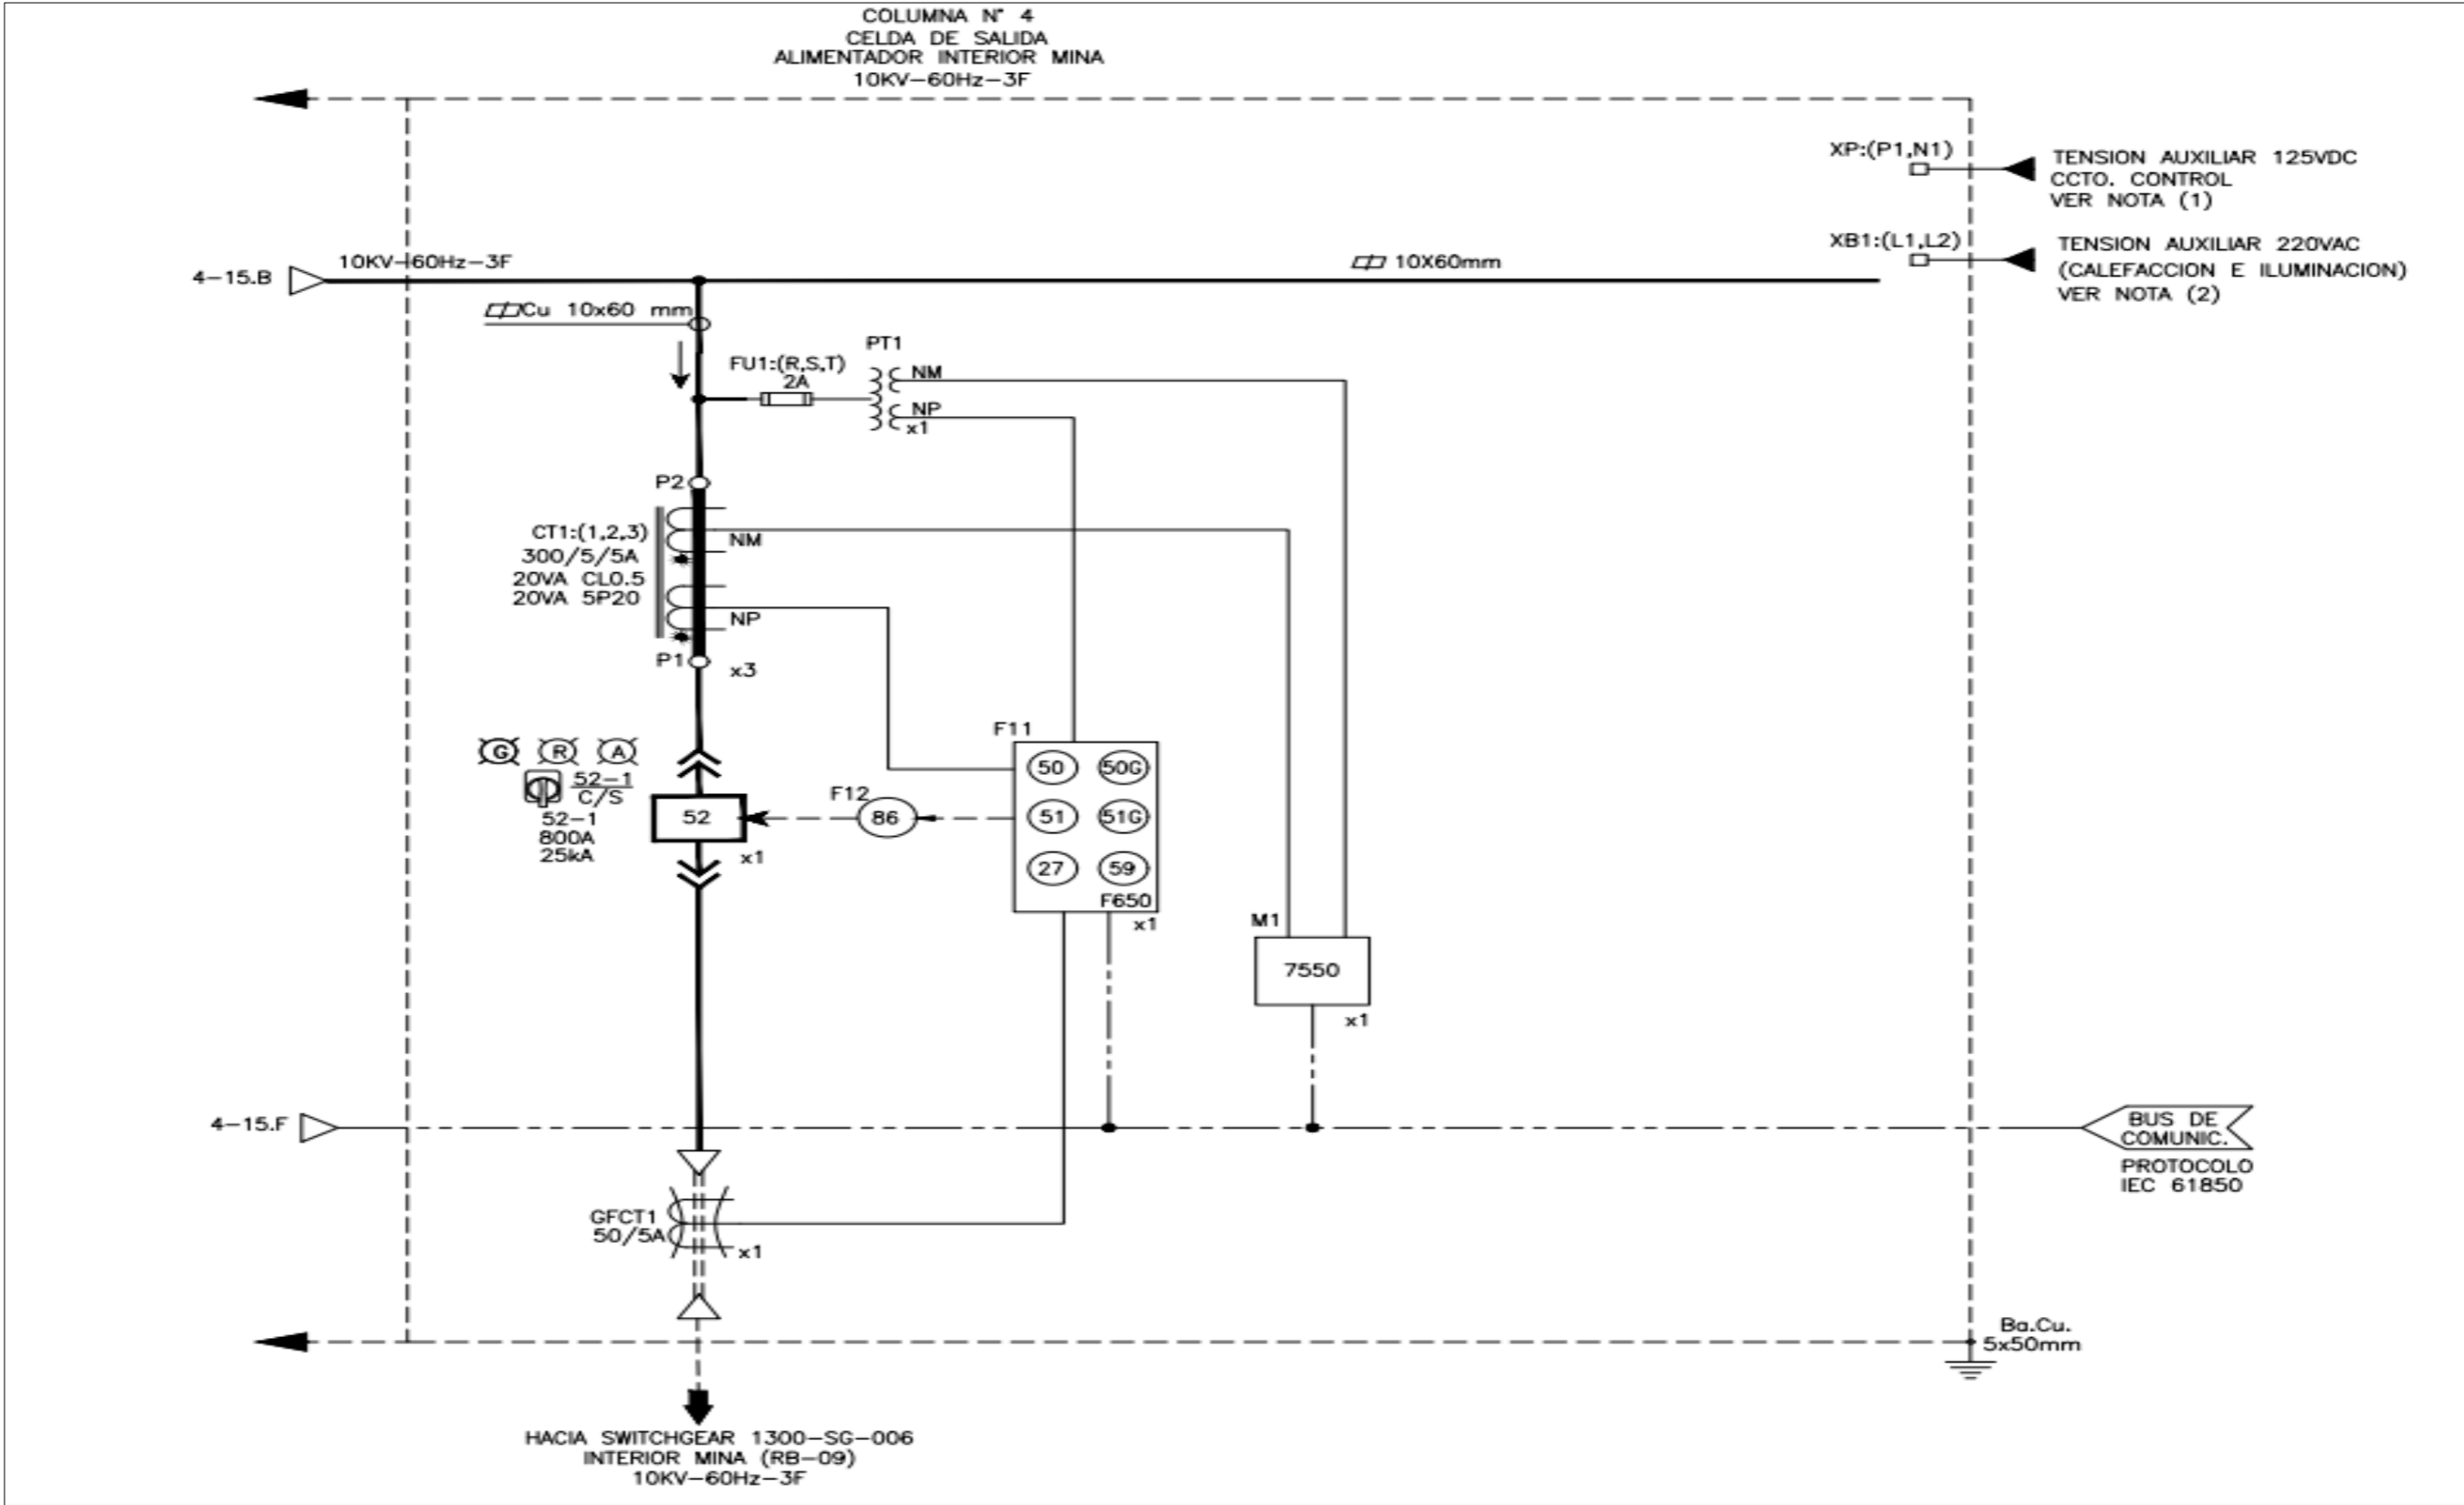 COLUMNA N° 4
CELDA DE SALIDA
ALIMENTADOR INTERIOR MINA
10KV-60Hz-3F
XP:(P1,N1)
TENSION AUXILIAR 125VDC
CCTO. CONTROL
VER NOTA (1)
XB1:(L1,L2)
TENSION AUXILIAR 220VAC
(CALEFACCION E ILUMINACION)
VER NOTA (2)
4-15.B
10KV-60Hz-3F
10X60mm
Cu 10x60 mm
FU1:(R,S,T)
2A
PT1
NM
NP
x1
P2
CT1:(1,2,3)
300/5/5A
20VA CL0.5
20VA 5P20
NM
NP
P1
x3
G R A
52-1
C/S
52-1
800A
25kA
52
x1
F12
86
F11
50 50G
51 51G
27 59
F650
x1
M1
7550
x1
4-15.F
BUS DE
COMUNIC.
PROTOCOLO
IEC 61850
GFCT1
50/5A
x1
Ba.Cu.
5x50mm
HACIA SWITCHGEAR 1300-SG-006
INTERIOR MINA (RB-09)
10KV-60Hz-3F